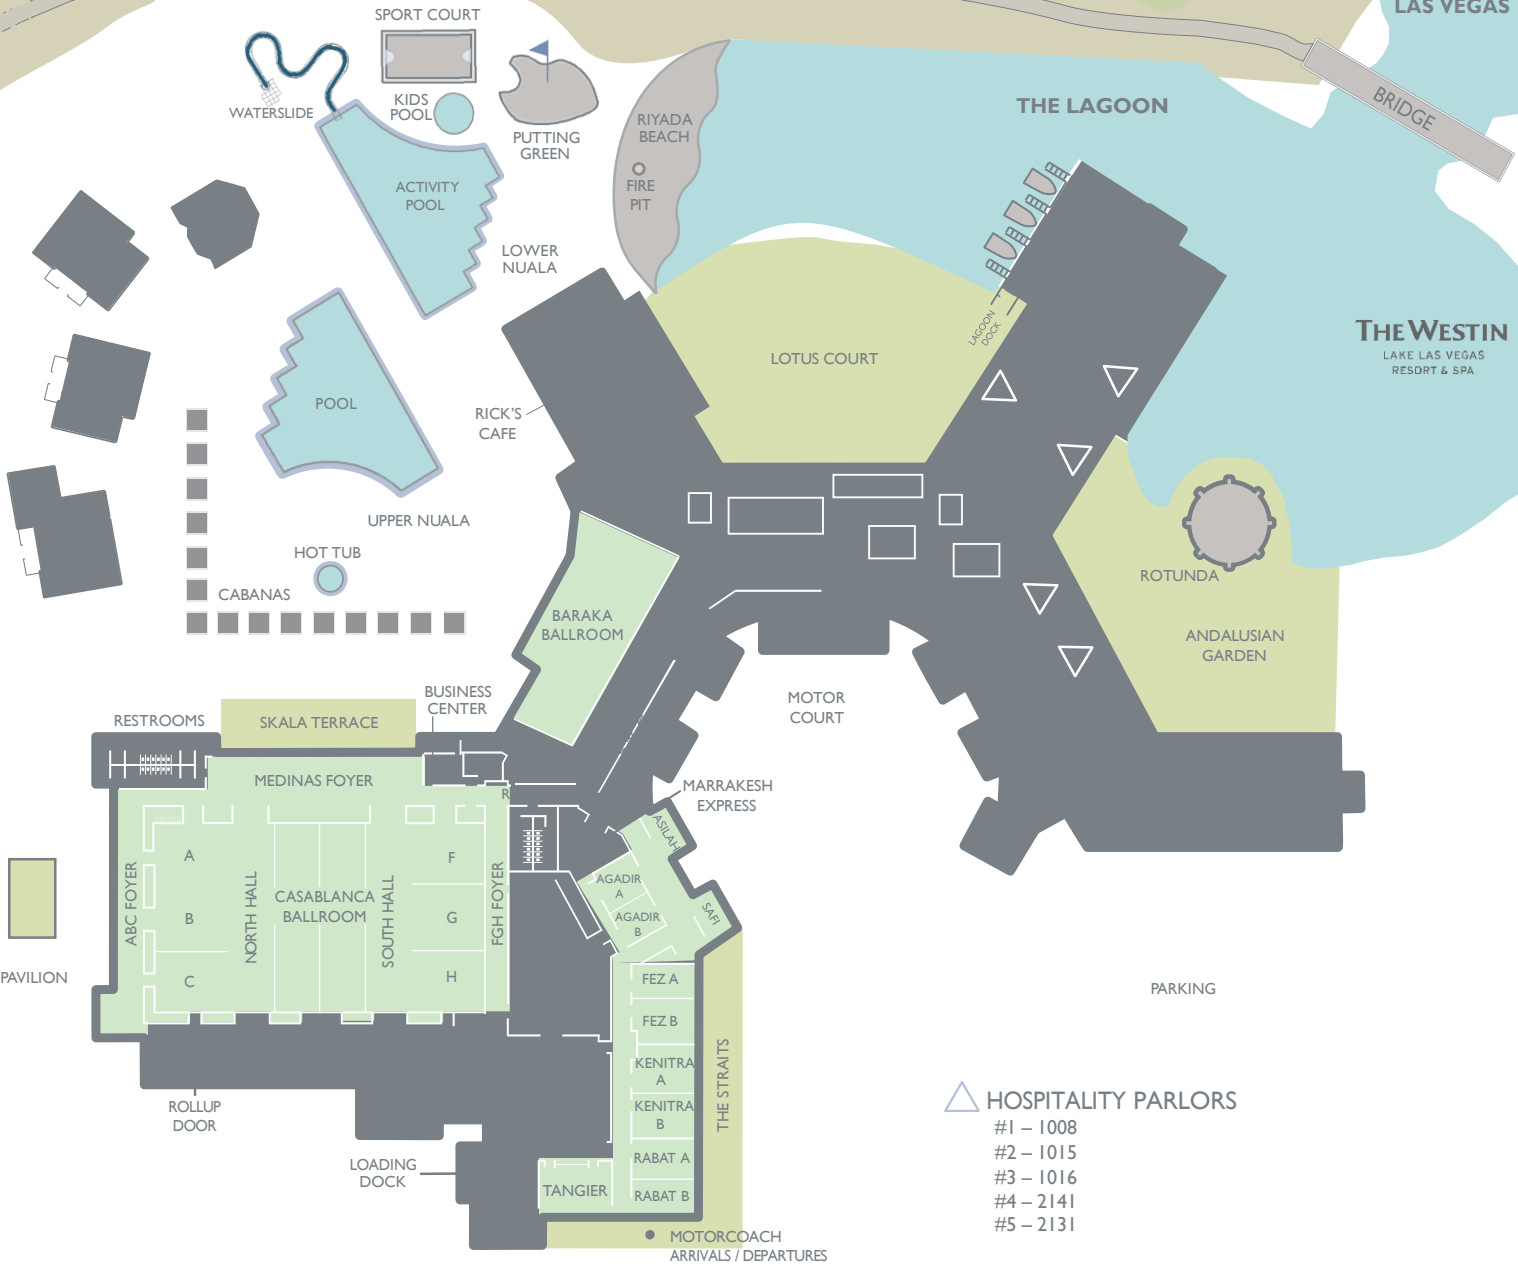 LAS VEGAS
SPORT COURT
WATERSLIDE
KIDS
POOL
PUTTING
GREEN
RIYADA
BEACH
FIRE
PIT
THE LAGOON
BRIDGE
ACTIVITY
POOL
LOWER
NUALA
LAGOON
DOCK
LOTUS COURT
THE WESTIN
LAKE LAS VEGAS
RESORT & SPA
POOL
RICK'S
CAFE
UPPER NUALA
HOT TUB
CABANAS
ROTUNDA
ANDALUSIAN
GARDEN
BARAKA
BALLROOM
MOTOR
COURT
BUSINESS
CENTER
RESTROOMS
SKALA TERRACE
MEDINAS FOYER
R
MARRAKESH
EXPRESS
ASILAH
ABC FOYER
A
B
C
NORTH HALL
CASABLANCA
BALLROOM
SOUTH HALL
F
G
H
FGH FOYER
AGADIR
A
AGADIR
B
SAFI
PAVILION
FEZ A
FEZ B
KENITRA
A
KENITRA
B
RABAT A
RABAT B
TANGIER
THE STRAITS
PARKING
ROLLUP
DOOR
LOADING
DOCK
MOTORCOACH
ARRIVALS / DEPARTURES
HOSPITALITY PARLORS
#1 – 1008
#2 – 1015
#3 – 1016
#4 – 2141
#5 – 2131